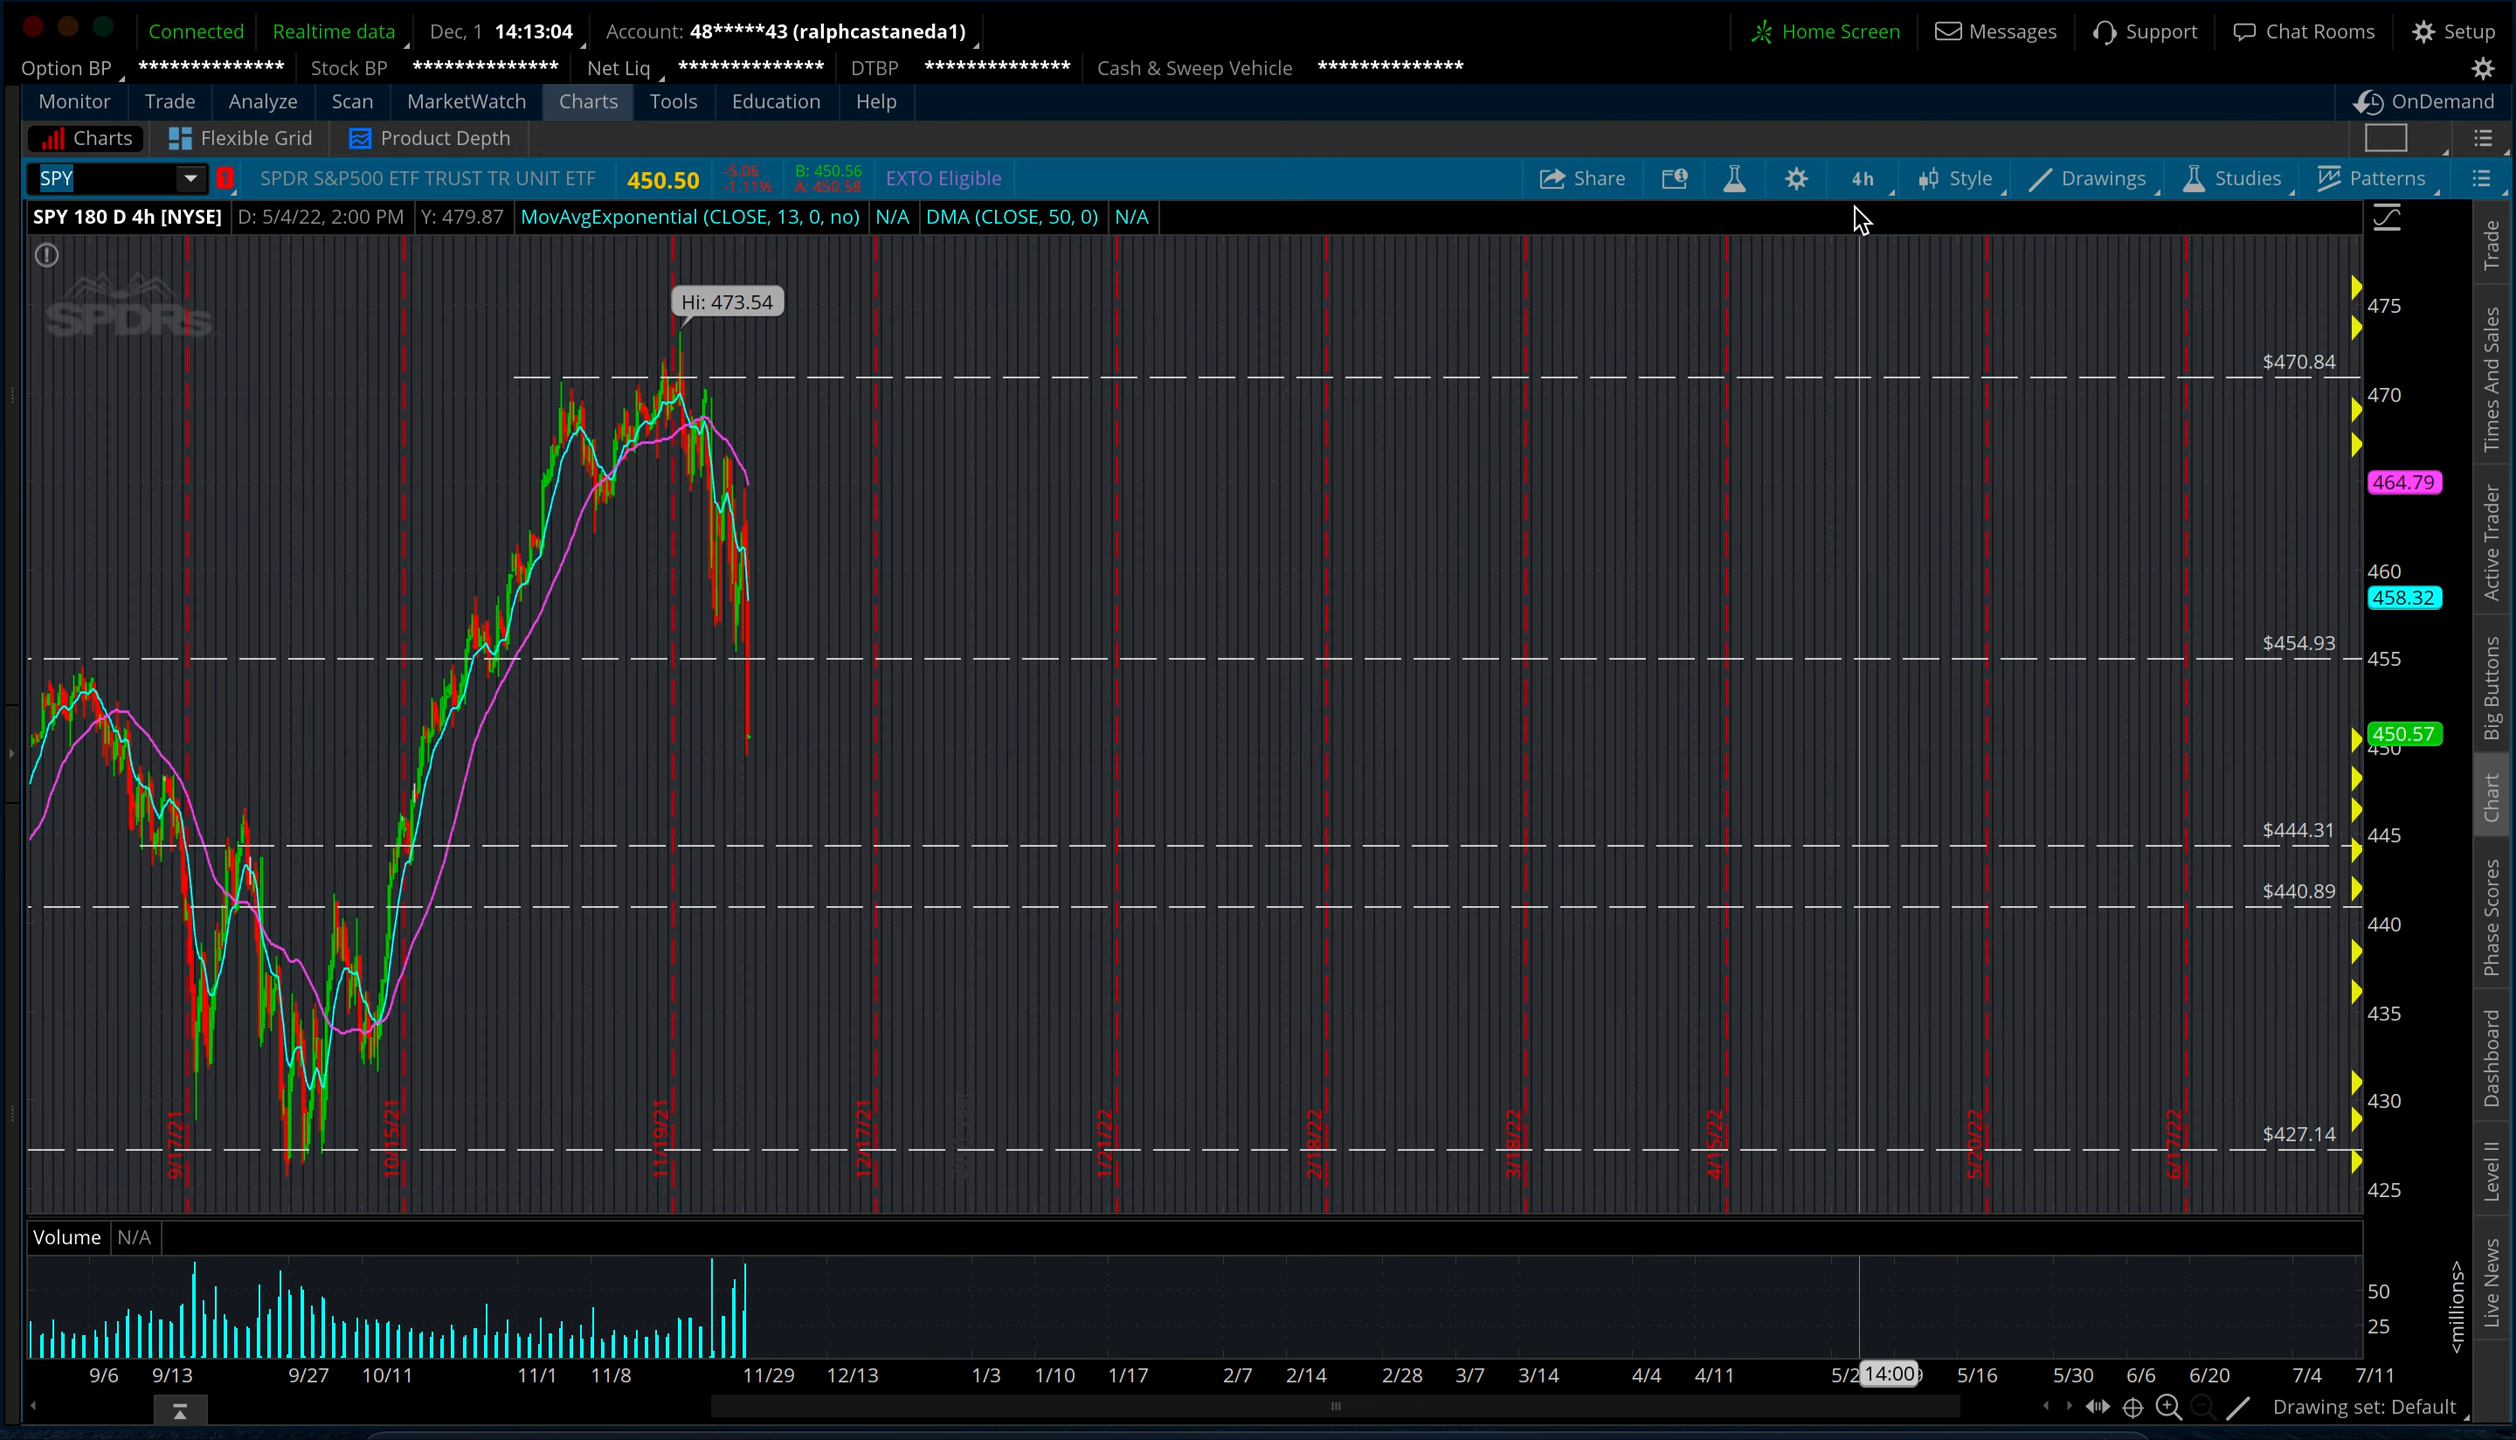 Connected Realtime data Dec, 1 14:13:04 Account: 48*****43 (ralphcastaneda1) Home Screen Messages Support Chat Rooms Setup
Option BP ************** Stock BP ************** Net Liq ************** DTBP ************** Cash & Sweep Vehicle **************
Monitor Trade Analyze Scan MarketWatch Charts Tools Education Help OnDemand
Charts Flexible Grid Product Depth
SPY 1 SPDR S&P500 ETF TRUST TR UNIT ETF 450.50 -5.06 B: 450.56 EXTO Eligible Share 4h Style Drawings Studies Patterns
-1.11% A: 450.58
SPY 180 D 4h [NYSE] D: 5/4/22, 2:00 PM Y: 479.87 MovAvgExponential (CLOSE, 13, 0, no) N/A DMA (CLOSE, 50, 0) N/A
SPDRs
Hi: 473.54
475
$470.84
470
464.79
460
458.32
$454.93
455
450.57
450
$444.31
445
$440.89
440
435
430
$427.14
425
9/17/21 10/15/21 11/19/21 12/17/21 1/21/22 2/18/22 3/18/22 4/15/22 5/20/22 6/17/22
Volume N/A
50
25
<millions>
9/6 9/13 9/27 10/11 11/1 11/8 11/29 12/13 1/3 1/10 1/17 2/7 2/14 2/28 3/7 3/14 4/4 4/11 14:00 5/16 5/30 6/6 6/20 7/4 7/11
Drawing set: Default
Trade
Times And Sales
Active Trader
Big Buttons
Chart
Phase Scores
Dashboard
Level II
Live News